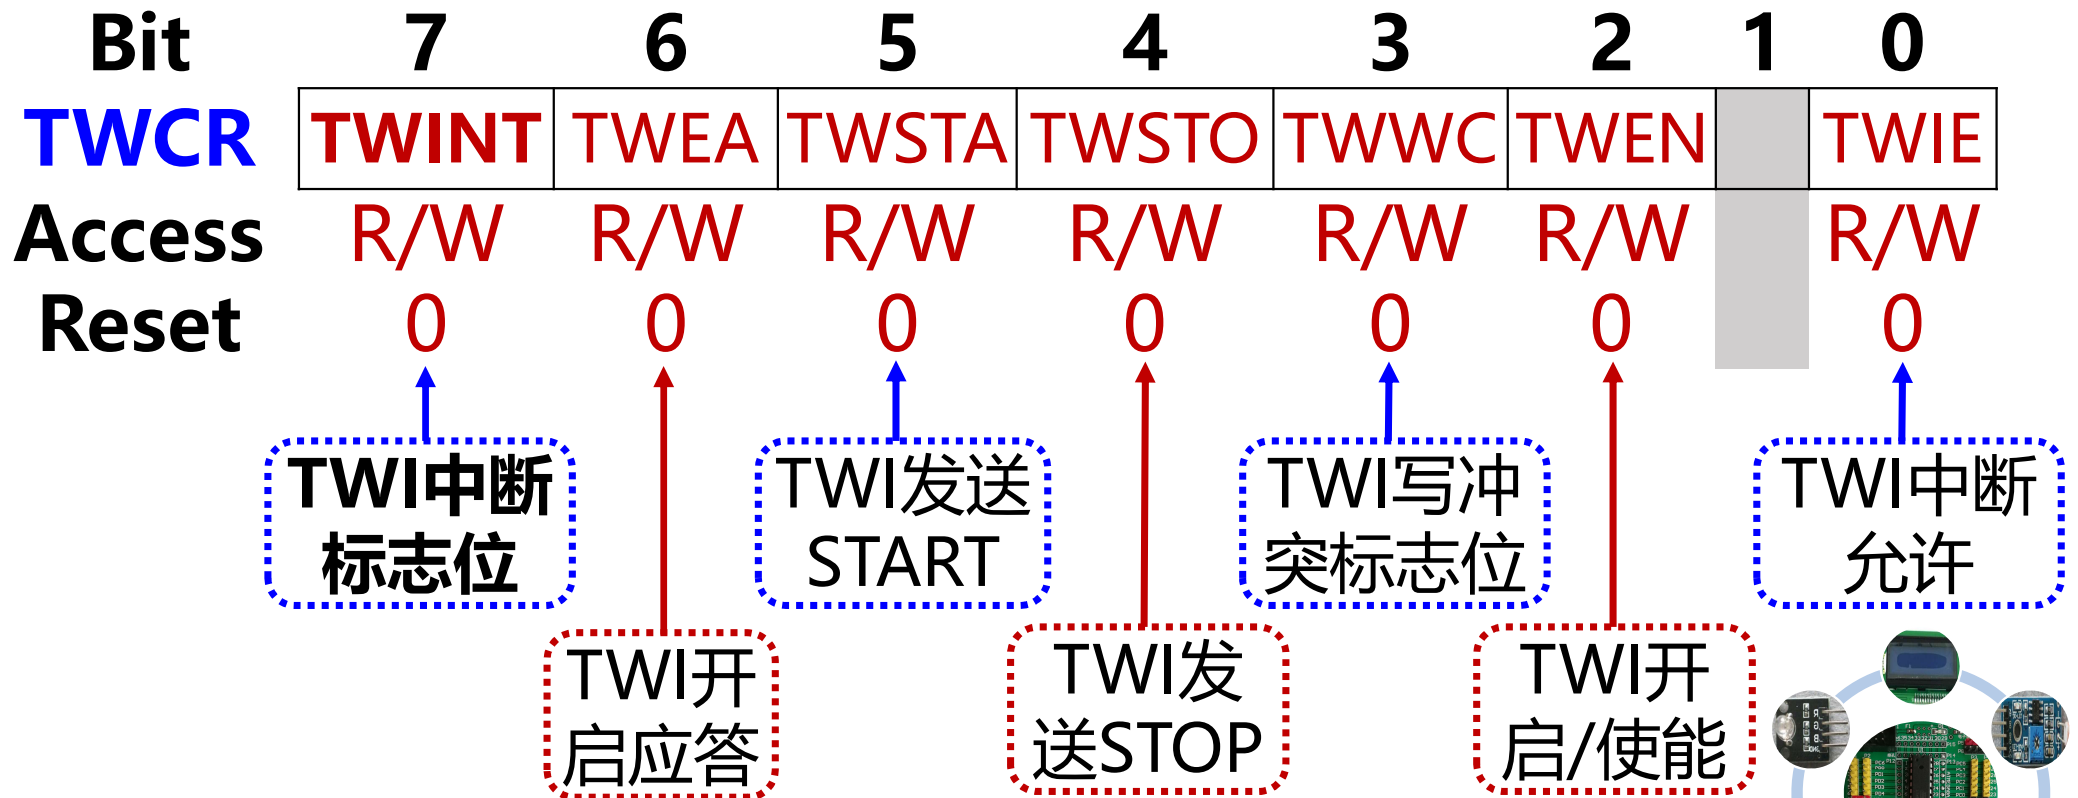 Bit 7 6 5 4 3 2 1 0
TWCR TWINT TWEA TWSTA TWSTO TWWC TWEN TWIE
Access R/W R/W R/W R/W R/W R/W R/W
Reset 0 0 0 0 0 0 0
TWI中断
标志位
TWI发送
START
TWI写冲
突标志位
TWI中断
允许
TWI开
启应答
TWI发
送STOP
TWI开
启/使能